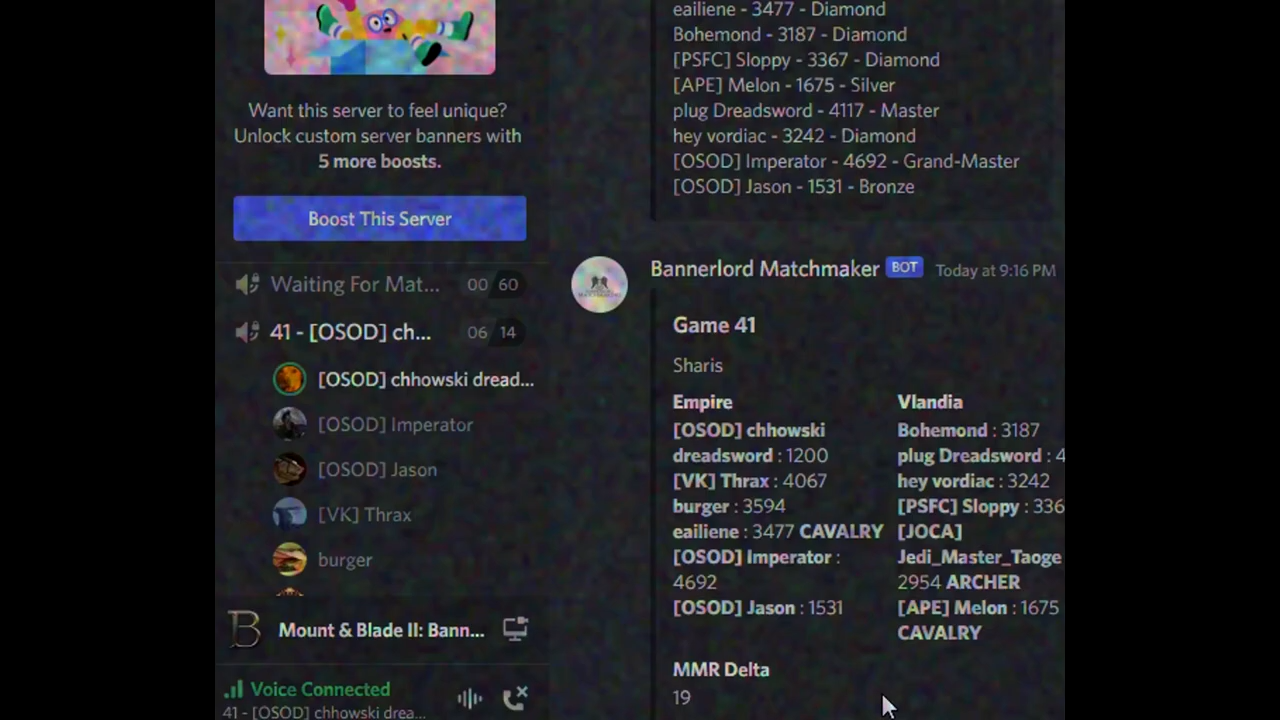 Want this server to feel unique?
Unlock custom server banners with
5 more boosts.
Boost This Server
Waiting For Mat... 00 60
41 - [OSOD] ch... 06 14
[OSOD] chhowski dread...
[OSOD] Imperator
[OSOD] Jason
[VK] Thrax
burger
Mount & Blade II: Bann...
Voice Connected
41 - [OSOD] chhowski drea...
eailiene - 3477 - Diamond
Bohemond - 3187 - Diamond
[PSFC] Sloppy - 3367 - Diamond
[APE] Melon - 1675 - Silver
plug Dreadsword - 4117 - Master
hey vordiac - 3242 - Diamond
[OSOD] Imperator - 4692 - Grand-Master
[OSOD] Jason - 1531 - Bronze
Bannerlord Matchmaker BOT Today at 9:16 PM
Game 41
Sharis
Empire
[OSOD] chhowski
dreadsword : 1200
[VK] Thrax : 4067
burger : 3594
eailiene : 3477 CAVALRY
[OSOD] Imperator :
4692
[OSOD] Jason : 1531
Vlandia
Bohemond : 3187
plug Dreadsword : 4
hey vordiac : 3242
[PSFC] Sloppy : 336
[JOCA]
Jedi_Master_Taoge
2954 ARCHER
[APE] Melon : 1675
CAVALRY
MMR Delta
19